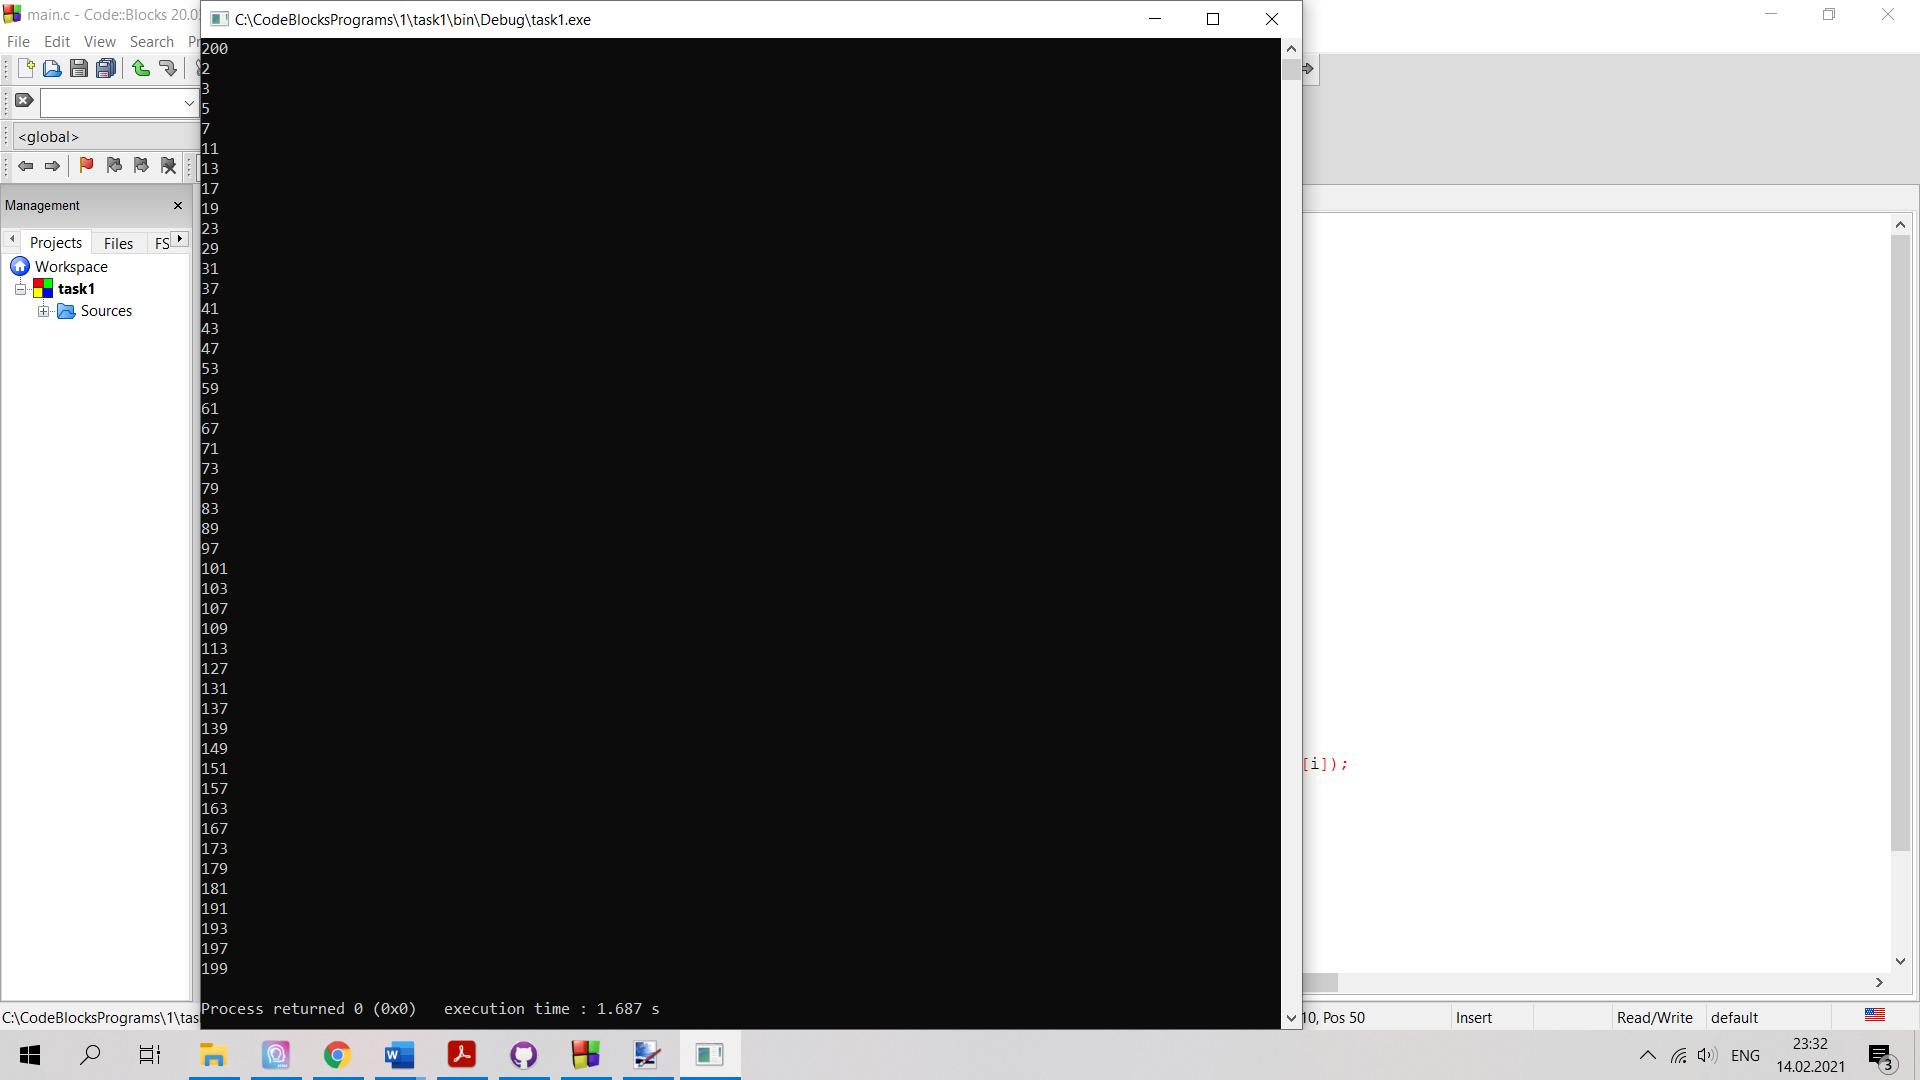 main.c - Code::Blocks 20.0
C:\CodeBlocksPrograms\1\task1\bin\Debug\task1.exe
File Edit View Search
<global>
Management
Projects Files FS
Workspace
task1
Sources
200
2
3
5
7
11
13
17
19
23
29
31
37
41
43
47
53
59
61
67
71
73
79
83
89
97
101
103
107
109
113
127
131
137
139
149
151
157
163
167
173
179
181
191
193
197
199
Process returned 0 (0x0)   execution time : 1.687 s
[i]);
C:\CodeBlocksPrograms\1\tas
10, Pos 50
Insert
Read/Write
default
ENG
23:32
14.02.2021
3